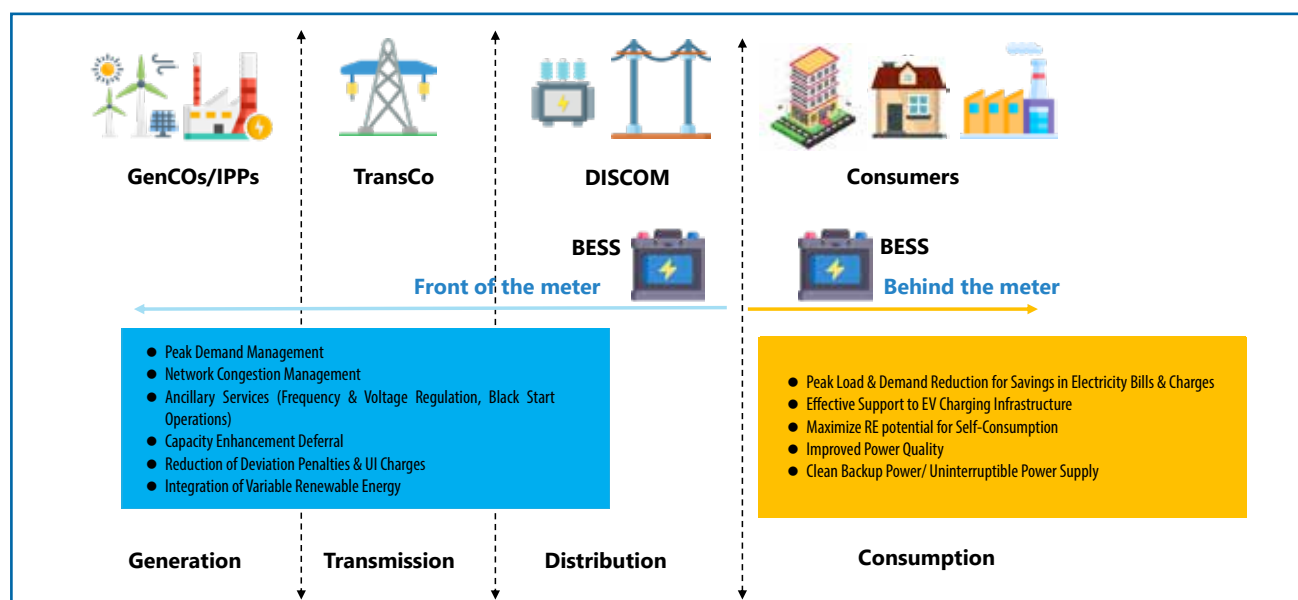 GenCOs/IPPs
TransCo
DISCOM
Consumers
BESS
BESS
Front of the meter
Behind the meter
● Peak Demand Management
● Network Congestion Management
● Ancillary Services (Frequency & Voltage Regulation, Black Start
Operations)
● Capacity Enhancement Deferral
● Reduction of Deviation Penalties & UI Charges
● Integration of Variable Renewable Energy
● Peak Load & Demand Reduction for Savings in Electricity Bills & Charges
● Effective Support to EV Charging Infrastructure
● Maximize RE potential for Self-Consumption
● Improved Power Quality
● Clean Backup Power/ Uninterruptible Power Supply
Generation
Transmission
Distribution
Consumption